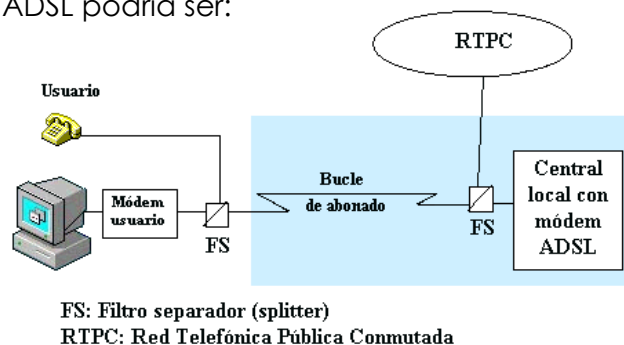 ADSL podría ser:
RTPC
Usuario
Módem
usuario
FS
Bucle
de abonado
FS
Central
local con
módem
ADSL
FS: Filtro separador (splitter)
RTPC: Red Telefónica Pública Conmutada